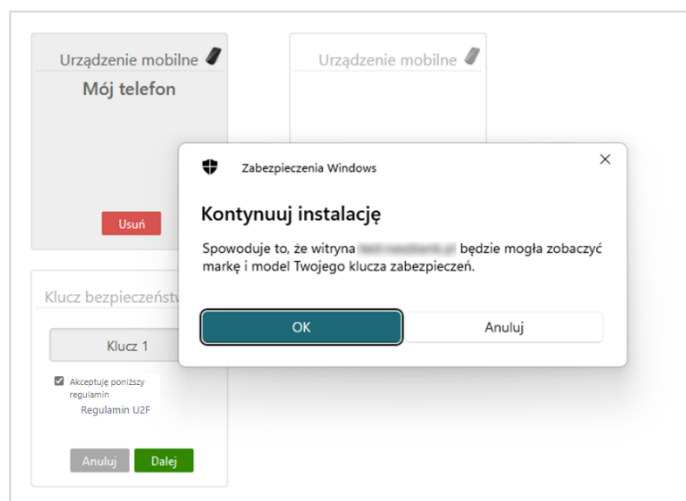 Urządzenie mobilne
Mój telefon
Usuń
Urządzenie mobilne
Zabezpieczenia Windows
Kontynuuj instalację
Spowoduje to, że witryna będzie mogła zobaczyć
markę i model Twojego klucza zabezpieczeń.
OK
Anuluj
Klucz bezpieczeństw
Klucz 1
Akceptuję poniższy
regulamin
Regulamin U2F
Anuluj
Dalej